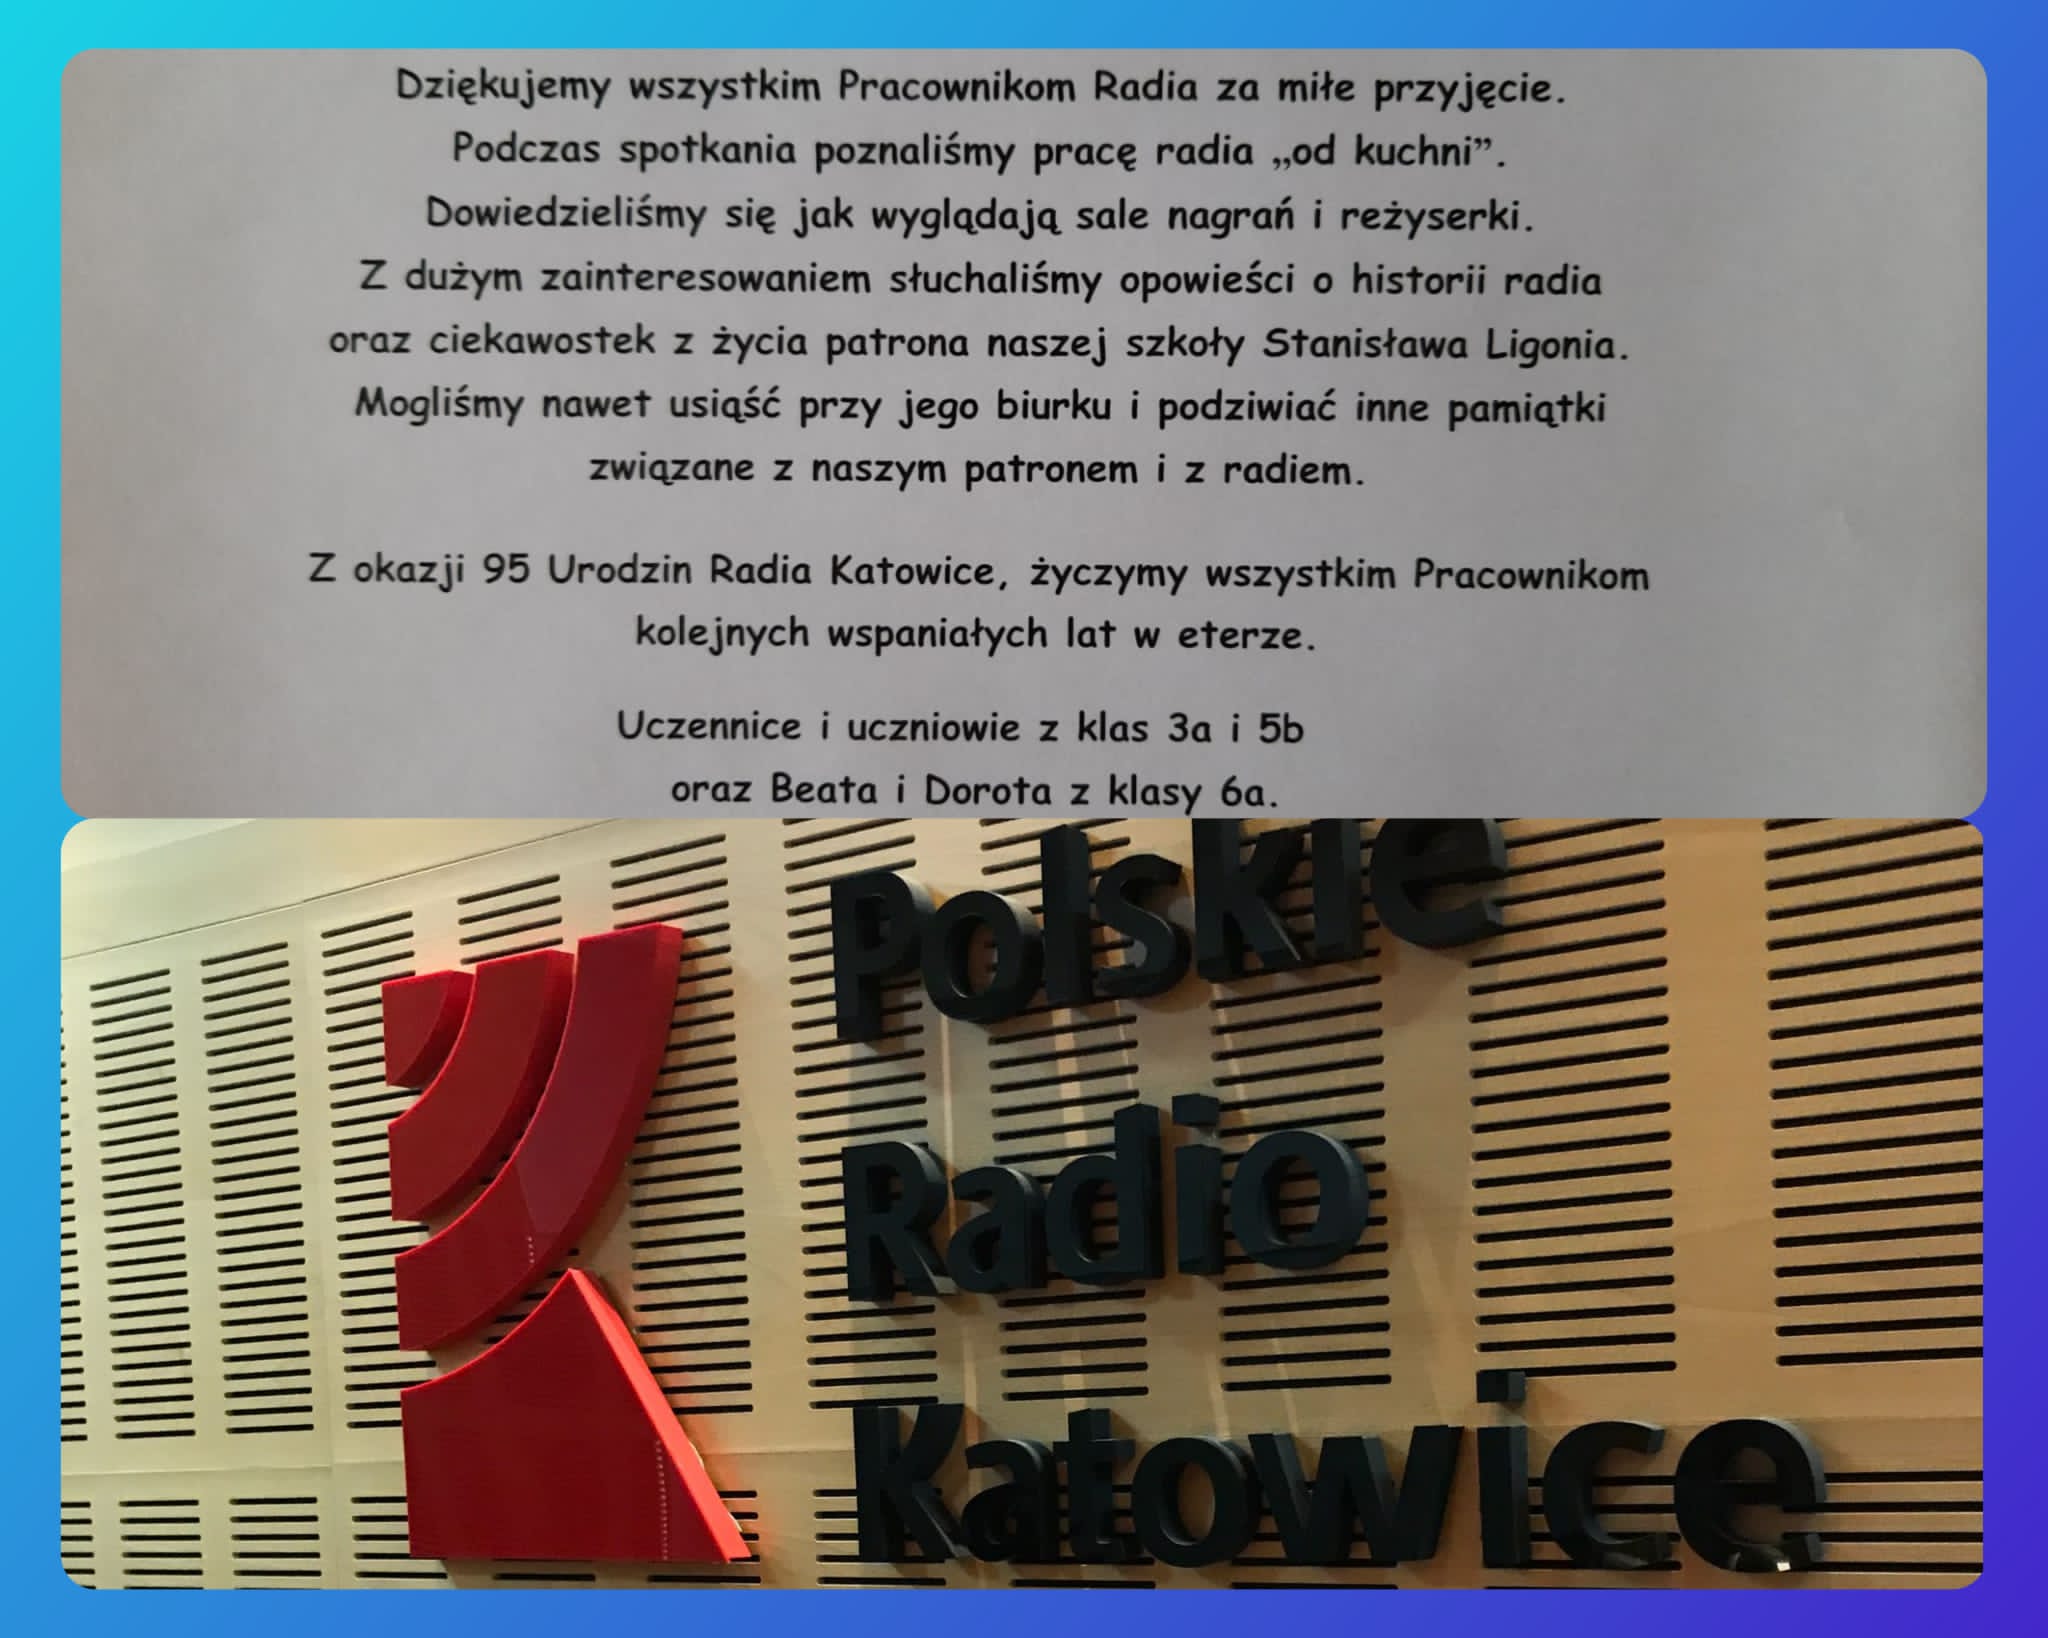 Dziękujemy wszystkim Pracownikom Radia za miłe przyjęcie.
Podczas spotkania poznaliśmy pracę radia „od kuchni”.
Dowiedzieliśmy się jak wyglądają sale nagrań i reżyserki.
Z dużym zainteresowaniem słuchaliśmy opowieści o historii radia
oraz ciekawostek z życia patrona naszej szkoły Stanisława Ligonia.
Mogliśmy nawet usiąść przy jego biurku i podziwiać inne pamiątki
związane z naszym patronem i z radiem.
Z okazji 95 Urodzin Radia Katowice, życzymy wszystkim Pracownikom
kolejnych wspaniałych lat w eterze.
Uczennice i uczniowie z klas 3a i 5b
oraz Beata i Dorota z klasy 6a.
Polskie
Radio
Katowice